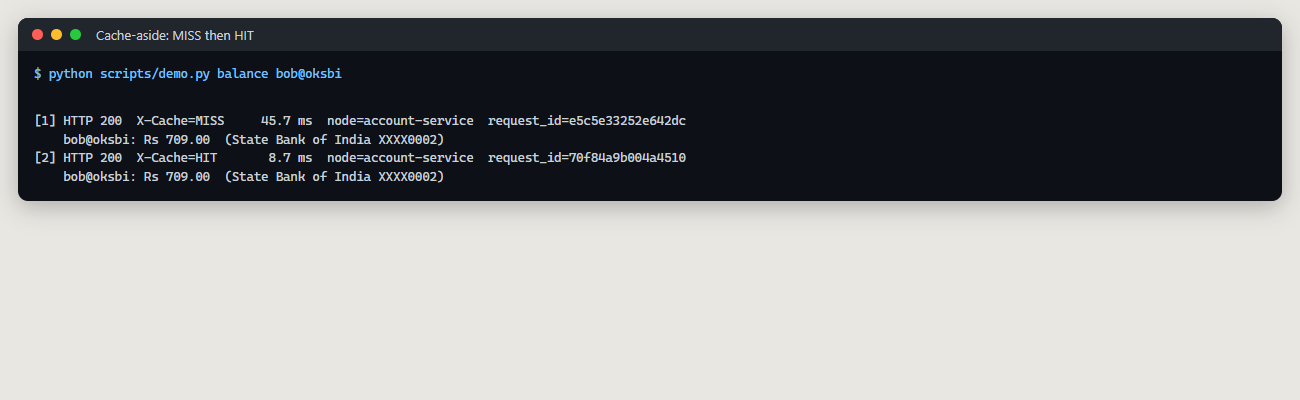 Cache-aside: MISS then HIT
$ python scripts/demo.py balance bob@oksbi
[1] HTTP 200  X-Cache=MISS     45.7 ms  node=account-service  request_id=e5c5e33252e642dc
    bob@oksbi: Rs 709.00  (State Bank of India XXXX0002)
[2] HTTP 200  X-Cache=HIT       8.7 ms  node=account-service  request_id=70f84a9b004a4510
    bob@oksbi: Rs 709.00  (State Bank of India XXXX0002)